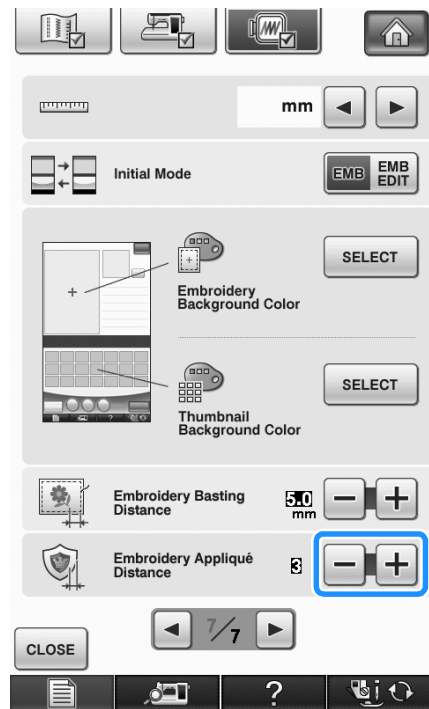 mm
Initial Mode
EMB
EMB
EDIT
SELECT
Embroidery
Background Color
SELECT
Thumbnail
Background Color
Embroidery Basting
Distance
5.0
mm
Embroidery Appliqué
Distance
3
7/7
CLOSE
?